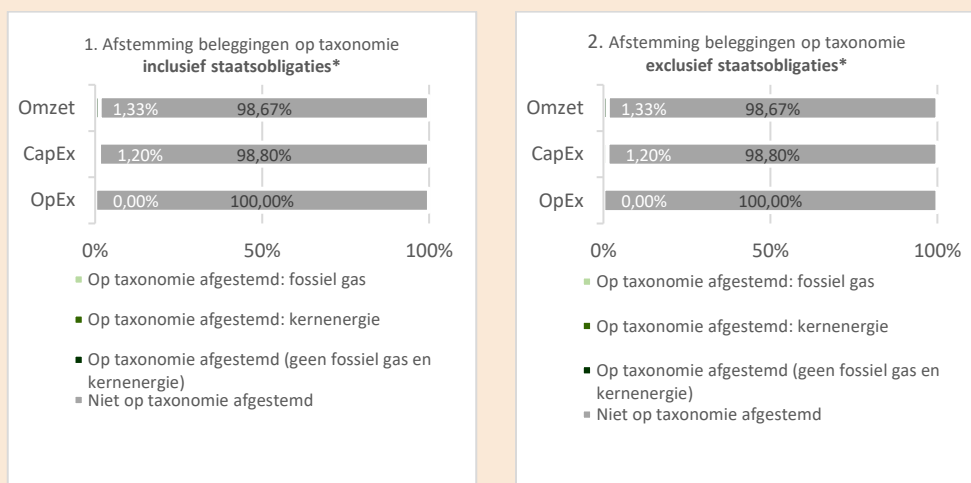 1. Afstemming beleggingen op taxonomie
inclusief staatsobligaties*
Omzet 1,33% 98,67%
CapEx 1,20% 98,80%
OpEx 0,00% 100,00%
0% 50% 100%
Op taxonomie afgestemd: fossiel gas
Op taxonomie afgestemd: kernenergie
Op taxonomie afgestemd (geen fossiel gas en
kernenergie)
Niet op taxonomie afgestemd
2. Afstemming beleggingen op taxonomie
exclusief staatsobligaties*
Omzet 1,33% 98,67%
CapEx 1,20% 98,80%
OpEx 0,00% 100,00%
0% 50% 100%
Op taxonomie afgestemd: fossiel gas
Op taxonomie afgestemd: kernenergie
Op taxonomie afgestemd (geen fossiel gas en
kernenergie)
Niet op taxonomie afgestemd